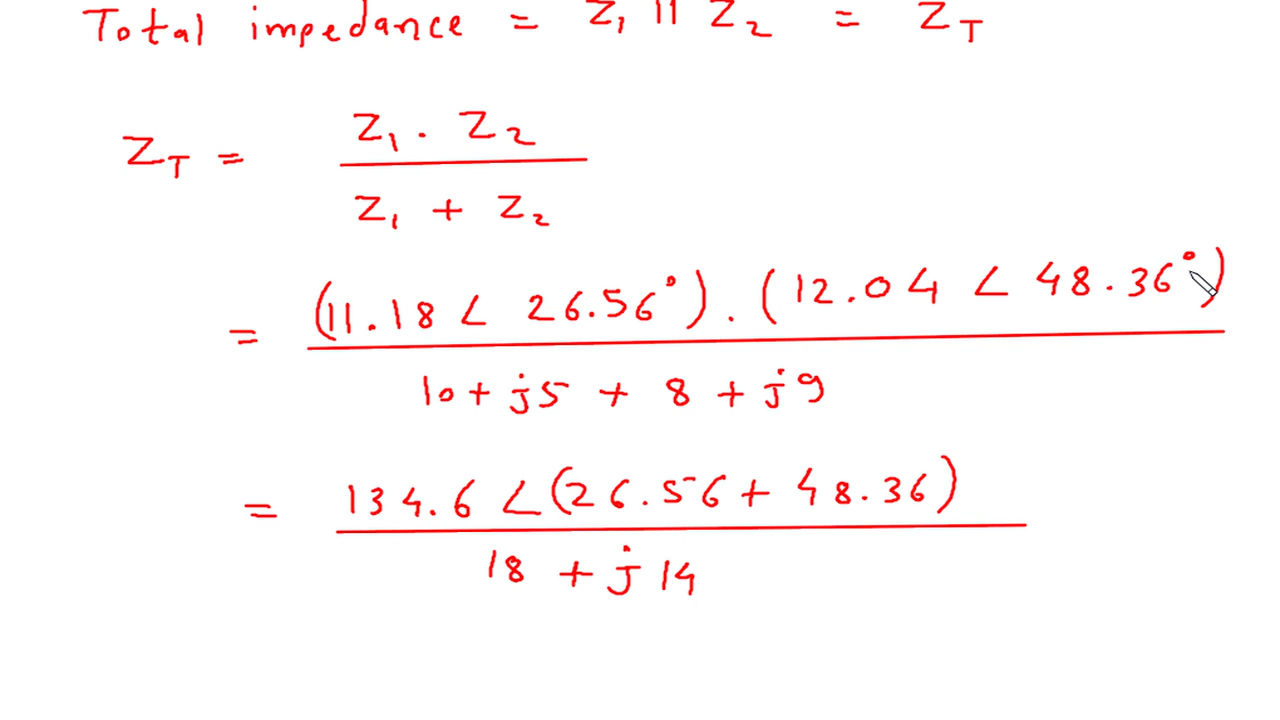 Total impedance = Z1 || Z2 = ZT
ZT = Z1 . Z2
Z1 + Z2
= (11.18 < 26.56°) . (12.04 < 48.36°)
10 + j5 + 8 + j9
= 134.6 < (26.56 + 48.36)
18 + j 14